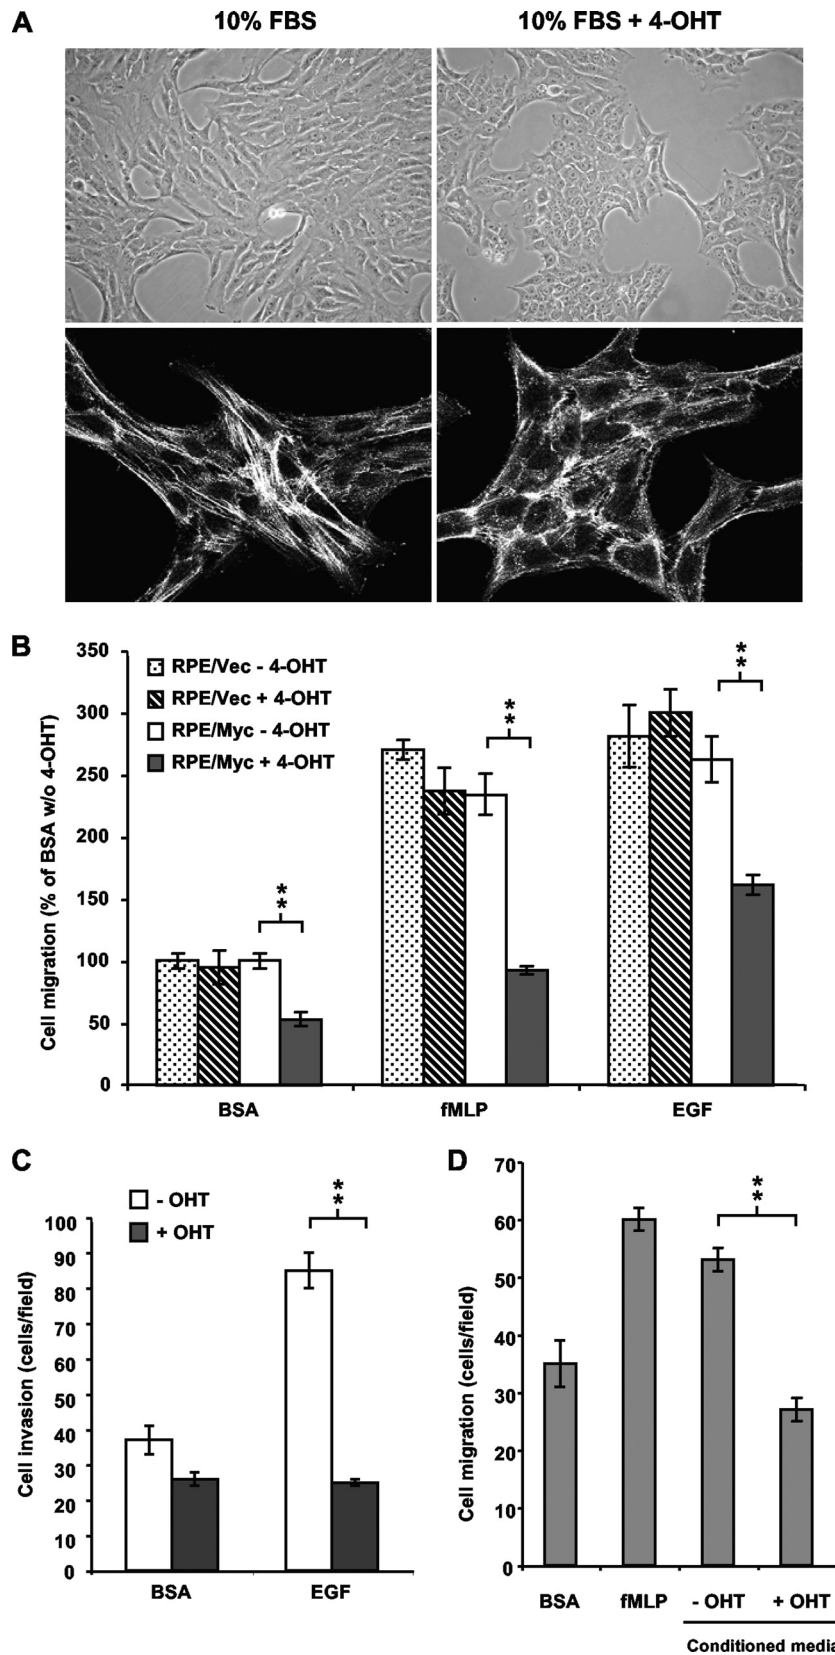 A
10% FBS
10% FBS + 4-OHT
B
350
300
250
200
150
100
50
0
Cell migration (% of BSA w/o 4-OHT)
RPE/Vec - 4-OHT
RPE/Vec + 4-OHT
RPE/Myc - 4-OHT
RPE/Myc + 4-OHT
**
**
**
BSA
fMLP
EGF
C
- OHT
+ OHT
100
90
80
70
60
50
40
30
20
10
0
Cell invasion (cells/field)
**
BSA
EGF
D
70
60
50
40
30
20
10
0
Cell migration (cells/field)
**
BSA
fMLP
- OHT
+ OHT
Conditioned media